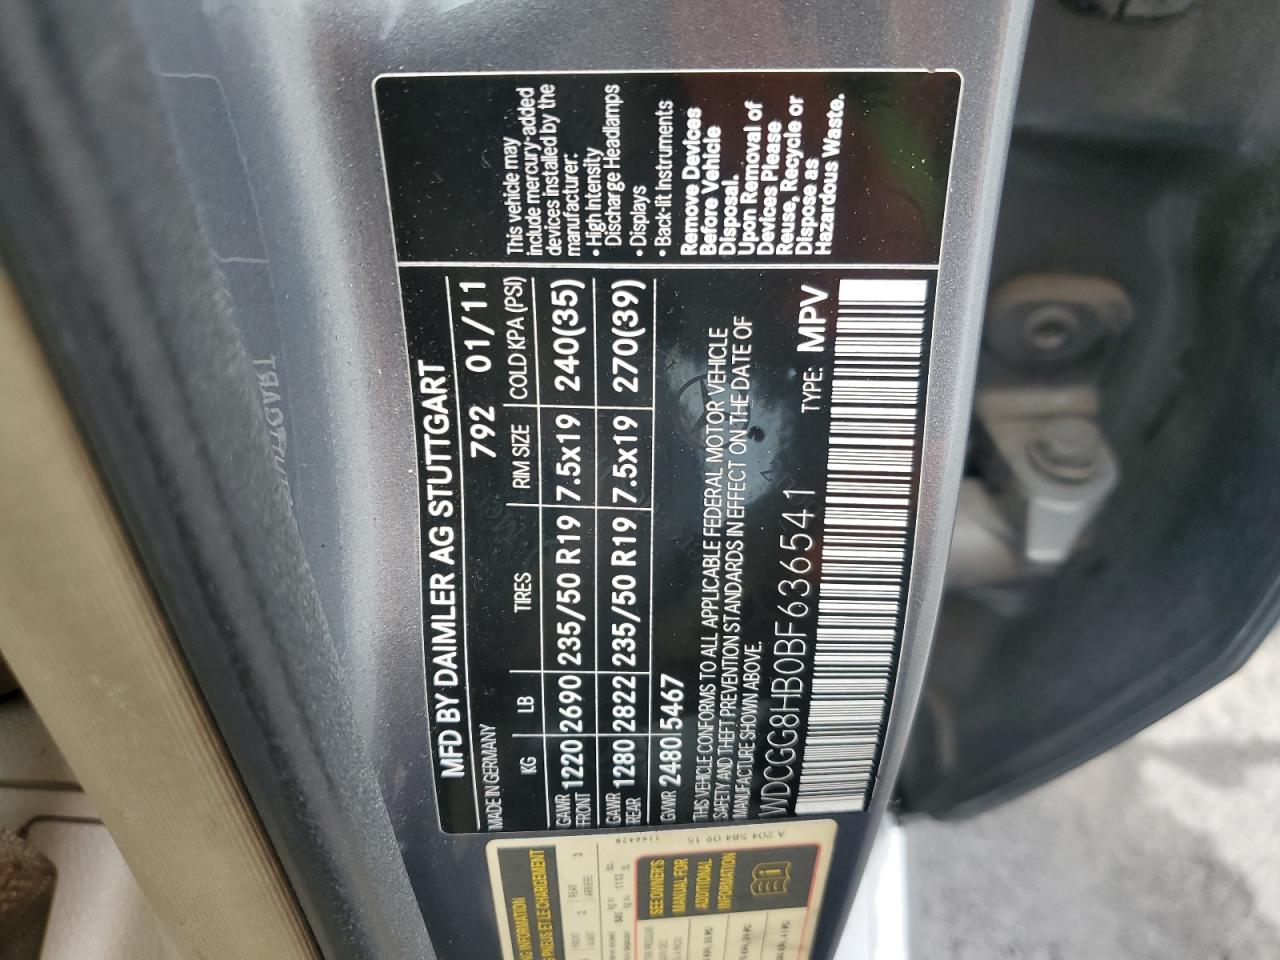 MFD BY DAIMLER AG STUTTGART
MADE IN GERMANY 792 01/11
KG LB TIRES RIM SIZE COLD KPA (PSI)
GAWR FRONT 1220 2690 235/50 R19 7.5x19 240(35)
GAWR REAR 1280 2822 235/50 R19 7.5x19 270(39)
GVWR 2480 5467
THIS VEHICLE CONFORMS TO ALL APPLICABLE FEDERAL MOTOR VEHICLE
SAFETY AND THEFT PREVENTION STANDARDS IN EFFECT ON THE DATE OF
MANUFACTURE SHOWN ABOVE.
WDCGG8HB0BF636541 TYPE: MPV
This vehicle may
include mercury-added
devices installed by the
manufacturer:
• High Intensity
Discharge Headlamps
• Displays
• Back-lit Instruments
Remove Devices
Before Vehicle
Disposal.
Upon Removal of
Devices Please
Reuse, Recycle or
Dispose as
Hazardous Waste.
INFORMATION
PNEUS ET LE CHARGEMENT
SEE OWNER'S
MANUAL FOR
ADDITIONAL
INFORMATION
A 204 584 09 15